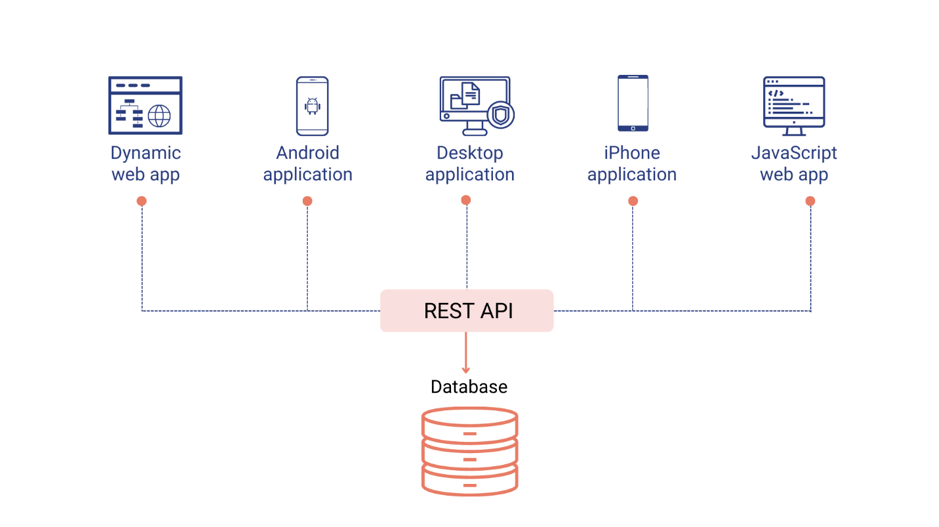 Dynamic
web app
Android
application
Desktop
application
iPhone
application
JavaScript
web app
REST API
Database